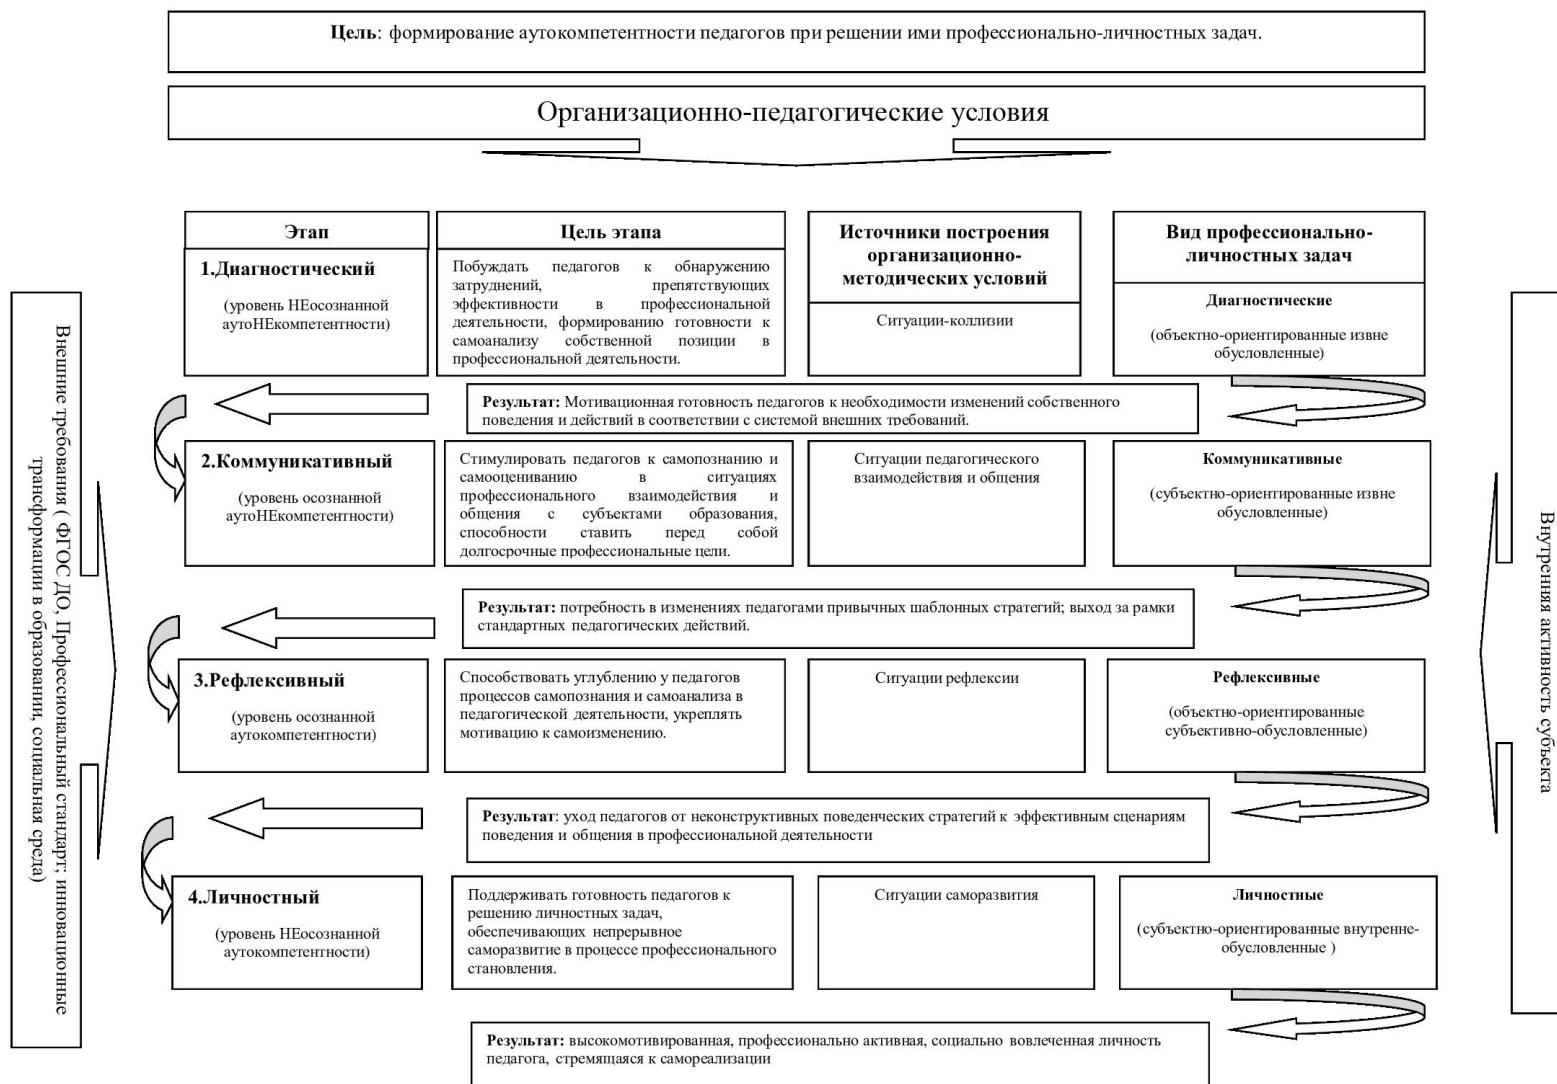 Цель: формирование аутокомпетентности педагогов при решении ими профессионально-личностных задач.
Организационно-педагогические условия
Этап
Цель этапа
Источники построения
организационно-
методических условий
Вид профессионально-
личностных задач
1.Диагностический
(уровень НЕосознанной
аутоНЕкомпетентности)
Побуждать педагогов к обнаружению
затруднений, препятствующих
эффективности в профессиональной
деятельности, формированию готовности к
самоанализу собственной позиции в
профессиональной деятельности.
Ситуации-коллизии
Диагностические
(объектно-ориентированные извне
обусловленные)
Результат: Мотивационная готовность педагогов к необходимости изменений собственного
поведения и действий в соответствии с системой внешних требований.
2.Коммуникативный
(уровень осознанной
аутоНЕкомпетентности)
Стимулировать педагогов к самопознанию и
самооцениванию в ситуациях
профессионального взаимодействия и
общения с субъектами образования,
способности ставить перед собой
долгосрочные профессиональные цели.
Ситуации педагогического
взаимодействия и общения
Коммуникативные
(субъектно-ориентированные извне
обусловленные)
Результат: потребность в изменениях педагогами привычных шаблонных стратегий; выход за рамки
стандартных педагогических действий.
3.Рефлексивный
(уровень осознанной
аутокомпетентности)
Способствовать углублению у педагогов
процессов самопознания и самоанализа в
педагогической деятельности, укреплять
мотивацию к самоизменению.
Ситуации рефлексии
Рефлексивные
(объектно-ориентированные
субъективно-обусловленные)
Результат: уход педагогов от неконструктивных поведенческих стратегий к эффективным сценариям
поведения и общения в профессиональной деятельности
4.Личностный
(уровень НЕосознанной
аутокомпетентности)
Поддерживать готовность педагогов к
решению личностных задач,
обеспечивающих непрерывное
саморазвитие в процессе профессионального
становления.
Ситуации саморазвития
Личностные
(субъектно-ориентированные внутренне-
обусловленные )
Результат: высокомотивированная, профессионально активная, социально вовлеченная личность
педагога, стремящаяся к самореализации
Внешние требования ( ФГОС ДО, Профессиональный стандарт; инновационные
трансформации в образовании, социальная среда)
Внутренняя активность субъекта